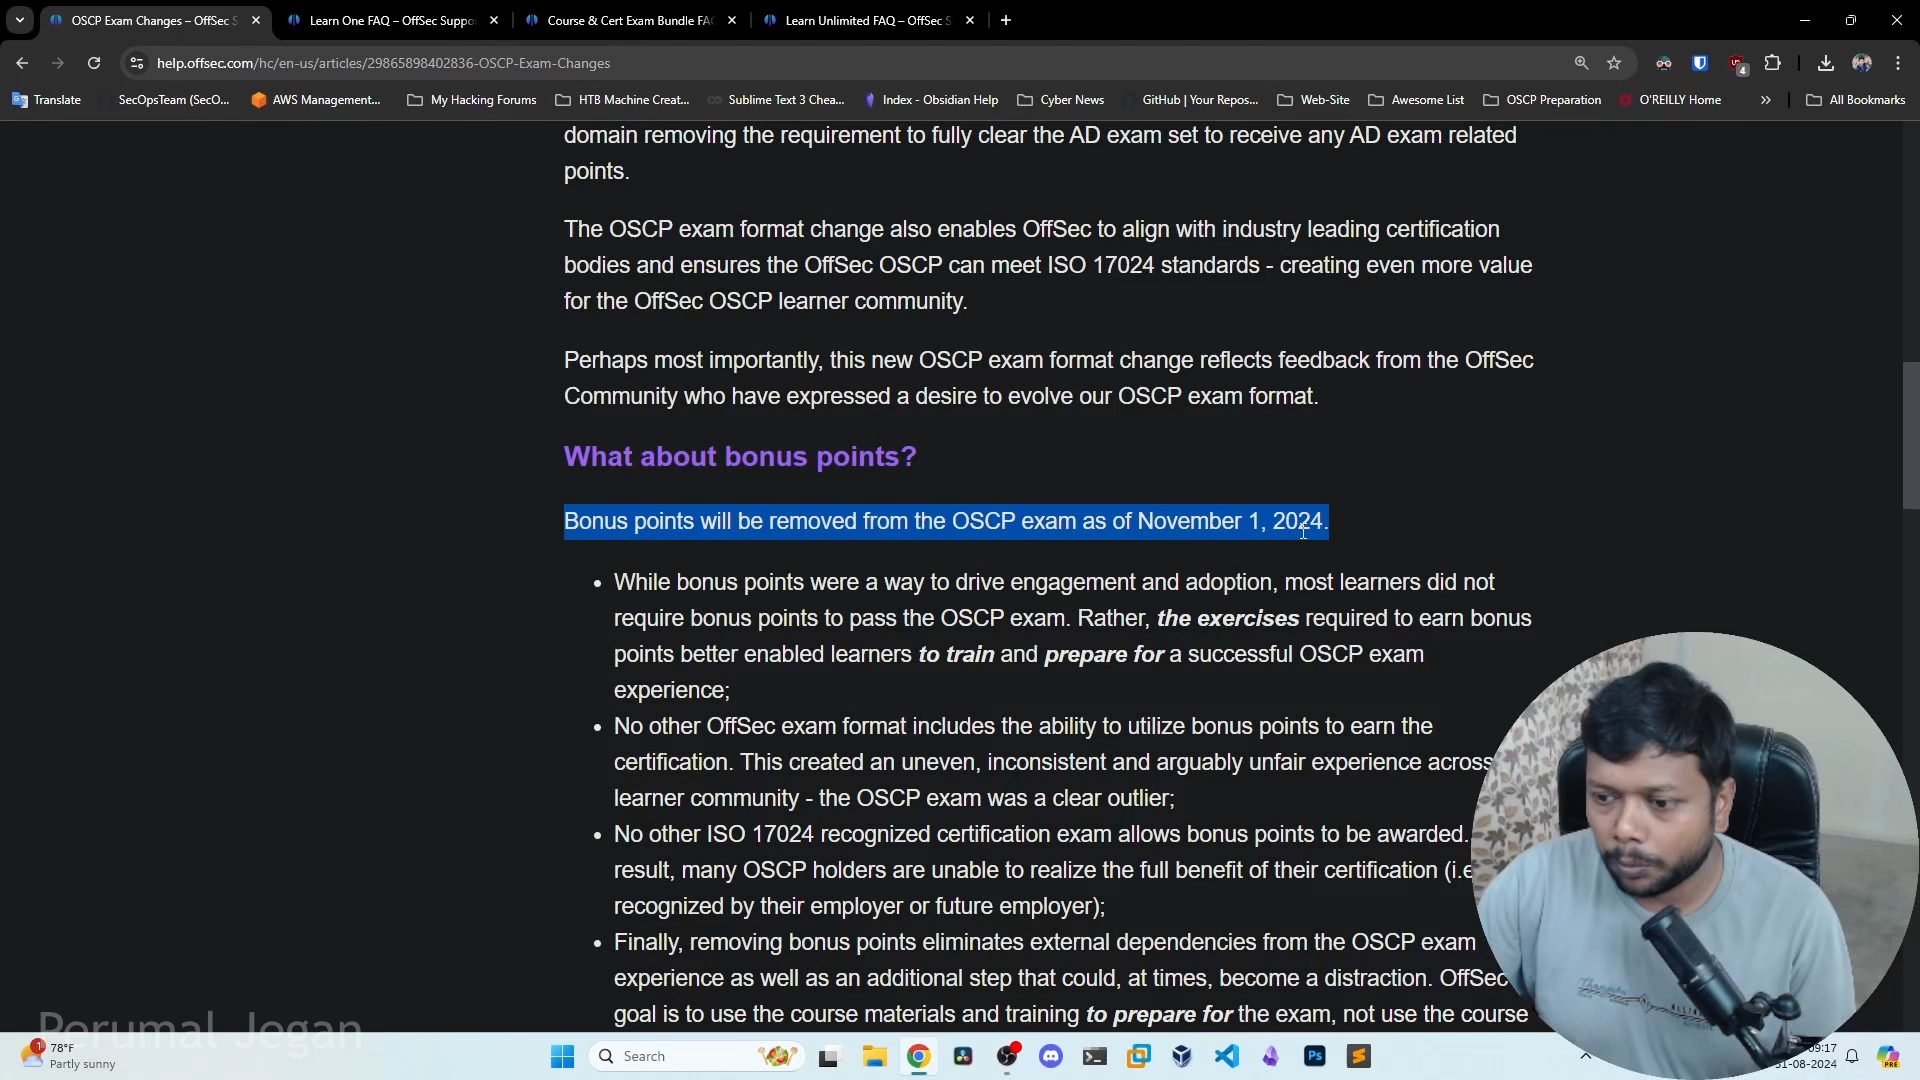 OSCP Exam Changes – OffSec S
Learn One FAQ – OffSec Suppo
Course & Cert Exam Bundle FA
Learn Unlimited FAQ – OffSec S
help.offsec.com/hc/en-us/articles/29865898402836-OSCP-Exam-Changes
4
Translate
SecOpsTeam (SecO...
AWS Management...
My Hacking Forums
HTB Machine Creat...
Sublime Text 3 Chea...
Index - Obsidian Help
Cyber News
GitHub | Your Repos...
Web-Site
Awesome List
OSCP Preparation
O'REILLY Home
All Bookmarks
domain removing the requirement to fully clear the AD exam set to receive any AD exam related
points.
The OSCP exam format change also enables OffSec to align with industry leading certification
bodies and ensures the OffSec OSCP can meet ISO 17024 standards - creating even more value
for the OffSec OSCP learner community.
Perhaps most importantly, this new OSCP exam format change reflects feedback from the OffSec
Community who have expressed a desire to evolve our OSCP exam format.
What about bonus points?
Bonus points will be removed from the OSCP exam as of November 1, 2024.
While bonus points were a way to drive engagement and adoption, most learners did not
require bonus points to pass the OSCP exam. Rather, the exercises required to earn bonus
points better enabled learners to train and prepare for a successful OSCP exam
experience;
No other OffSec exam format includes the ability to utilize bonus points to earn the
certification. This created an uneven, inconsistent and arguably unfair experience across
learner community - the OSCP exam was a clear outlier;
No other ISO 17024 recognized certification exam allows bonus points to be awarded.
result, many OSCP holders are unable to realize the full benefit of their certification (i.e
recognized by their employer or future employer);
Finally, removing bonus points eliminates external dependencies from the OSCP exam
experience as well as an additional step that could, at times, become a distraction. OffSec
goal is to use the course materials and training to prepare for the exam, not use the course
Perumal Jegan
1
78°F
Partly sunny
Search
Ps
09:17
31-08-2024
PRE